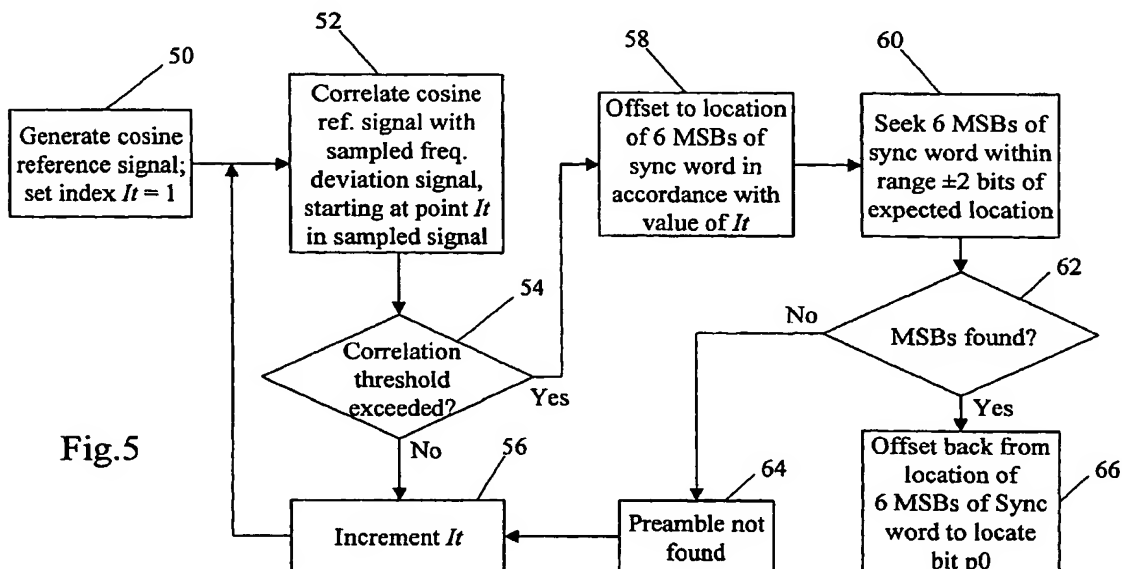 50
Generate cosine
reference signal;
set index It = 1
52
Correlate cosine
ref. signal with
sampled freq.
deviation signal,
starting at point It
in sampled signal
54
Correlation
threshold
exceeded?
Yes
No
56
Increment It
58
Offset to location
of 6 MSBs of
sync word in
accordance with
value of It
60
Seek 6 MSBs of
sync word within
range ±2 bits of
expected location
62
MSBs found?
No
Yes
64
Preamble not
found
Offset back from
location of
6 MSBs of Sync
word to locate
bit p0
66
Fig.5